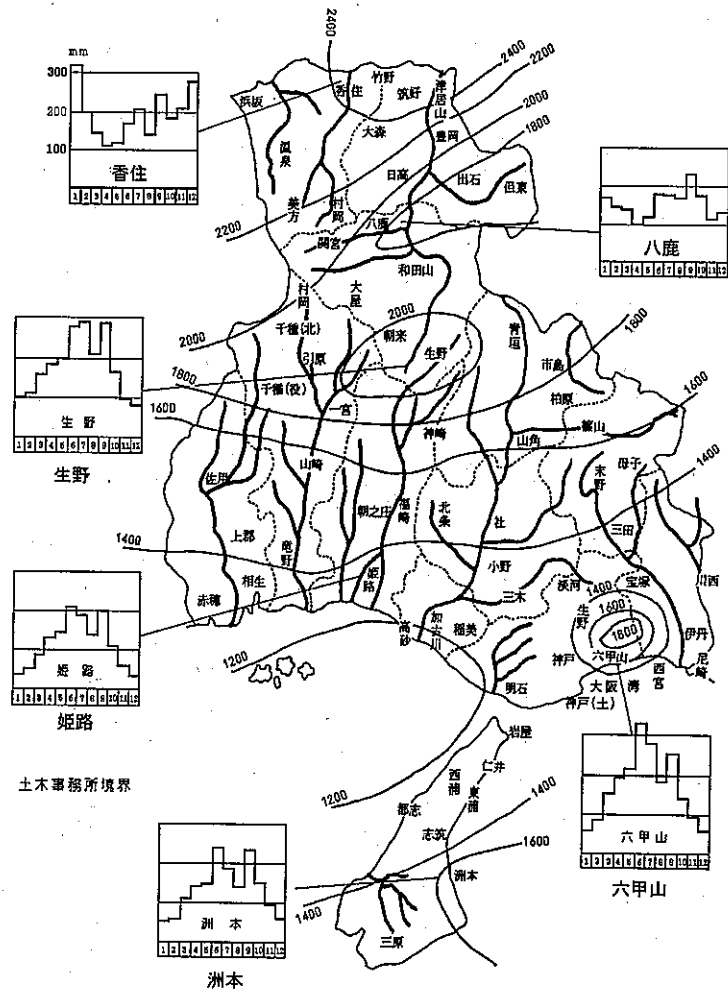 2400
mm
300
200
100
香住
1 2 3 4 5 6 7 8 9 10 11 12
浜坂
香住
竹野
筑紆
津居山
2400
2200
2000
1800
温泉
大森
豊岡
日高
出石
但東
美方
村岡
八鹿
2200
関宮
和田山
八鹿
1 2 3 4 5 6 7 8 9 10 11 12
村岡
大屋
2000
2000
朝来
青垣
1800
千種(北)
引原
生野
市島
1800
千種(役)
柏原
1600
1600
一宮
神崎
篠山
生野
1 2 3 4 5 6 7 8 9 10 11 12
生野
山角
佐用
山崎
末野
母子
1400
福崎
北条
社
三田
上郡
竜野
1400
小野
川西
相生
姫路
三木
淡河
1400
宝塚
赤穂
生野
1600
高砂
加古川
稲美
1800
伊丹
尼崎
1200
神戸
六甲山
西宮
明石
大阪湾
神戸(土)
姫路
1 2 3 4 5 6 7 8 9 10 11 12
姫路
土木事務所境界
岩屋
仁井
西浦
東浦
1200
都志
志筑
1400
1600
洲本
1400
三原
六甲山
1 2 3 4 5 6 7 8 9 10 11 12
六甲山
洲本
1 2 3 4 5 6 7 8 9 10 11 12
洲本